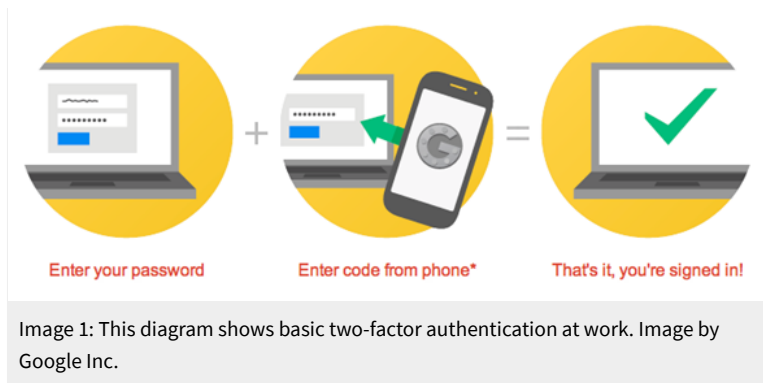 Enter your password
Enter code from phone*
That's it, you're signed in!
Image 1: This diagram shows basic two-factor authentication at work. Image by
Google Inc.